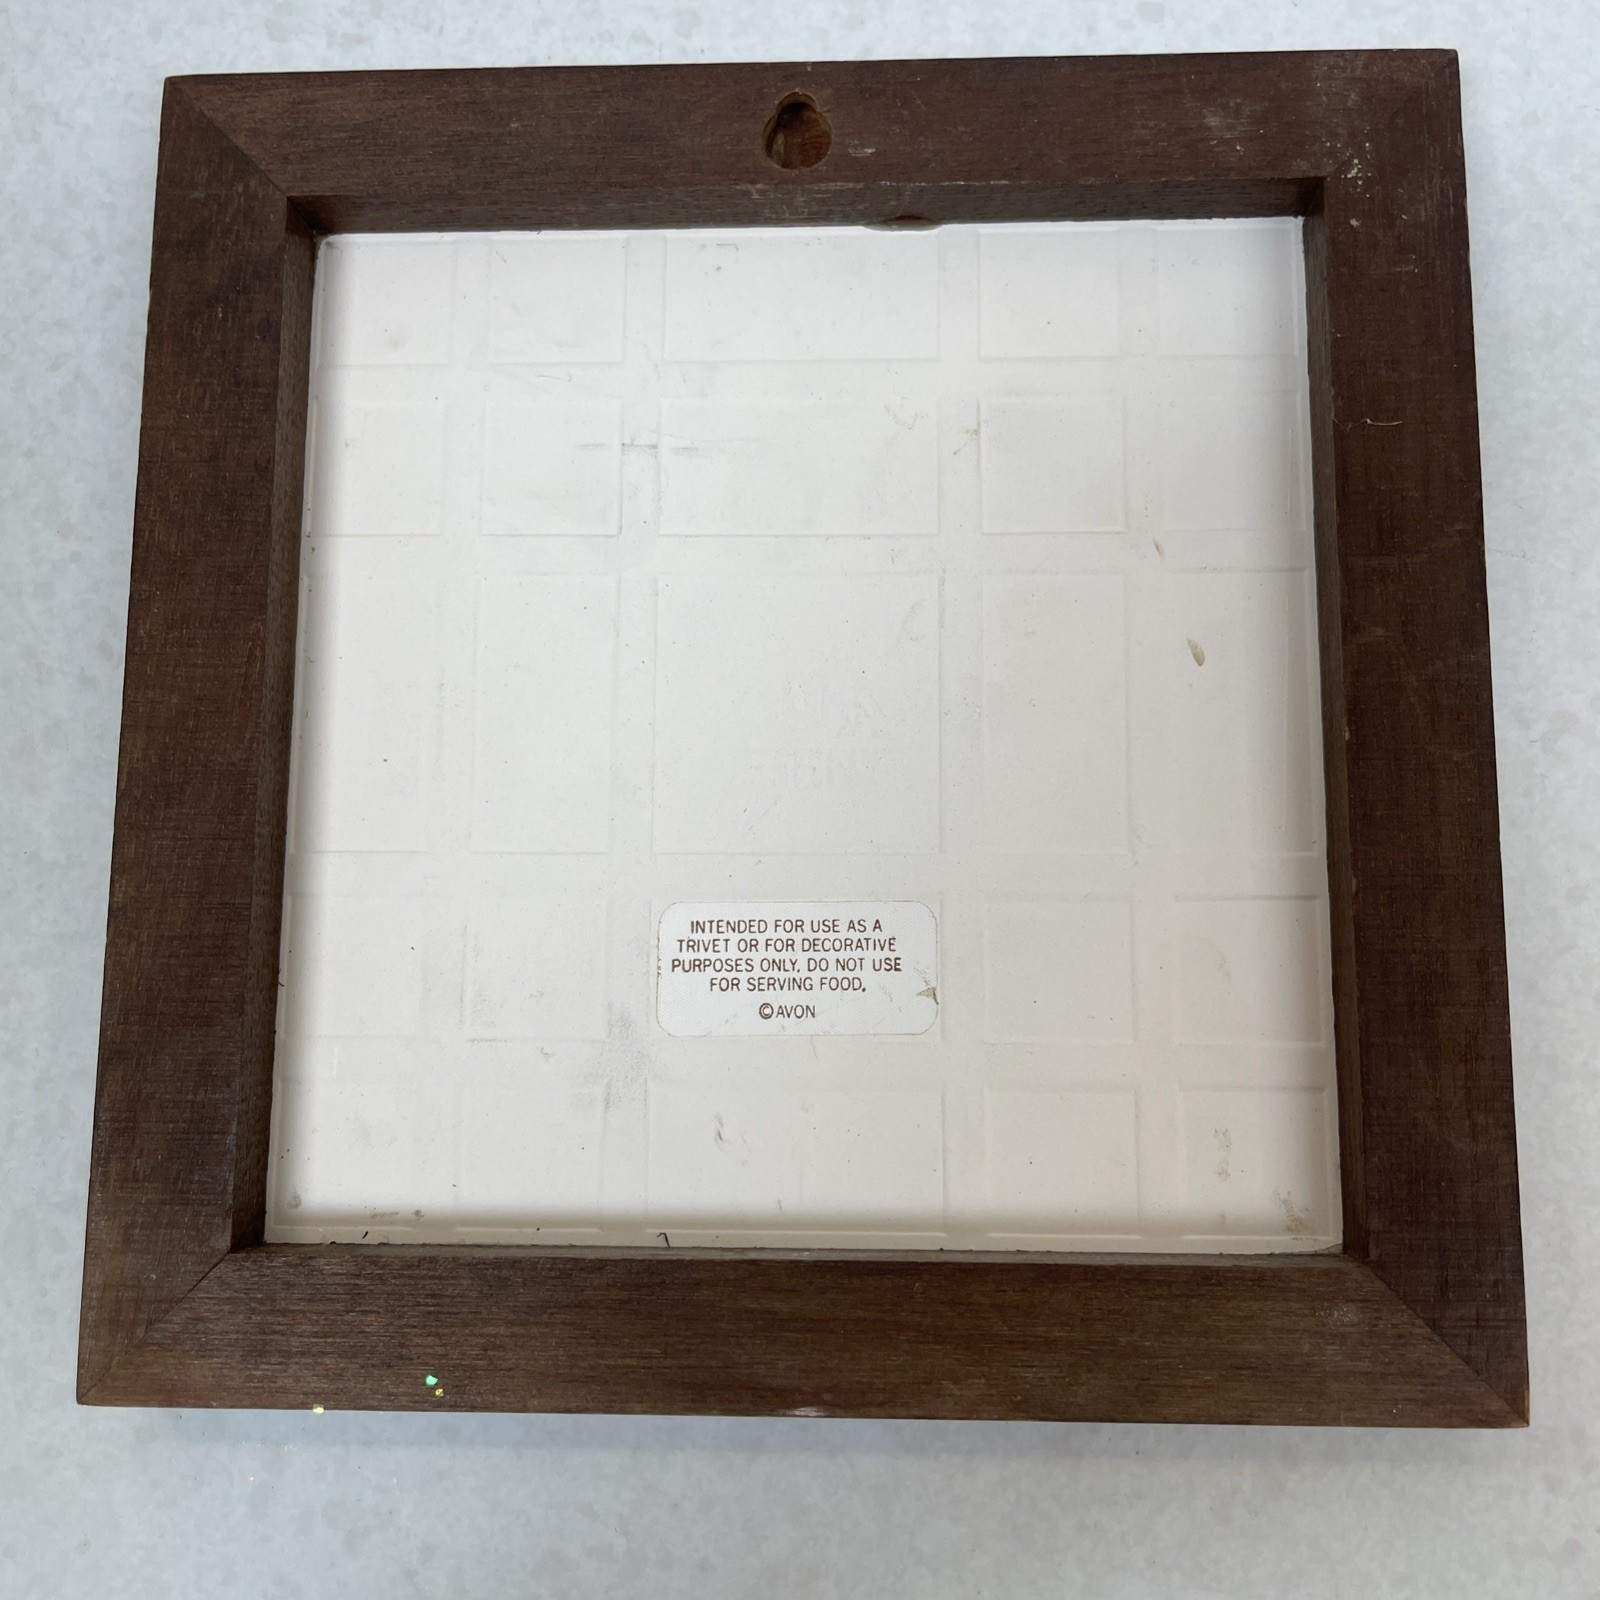 INTENDED FOR USE AS A
TRIVET OR FOR DECORATIVE
PURPOSES ONLY. DO NOT USE
FOR SERVING FOOD.
©AVON